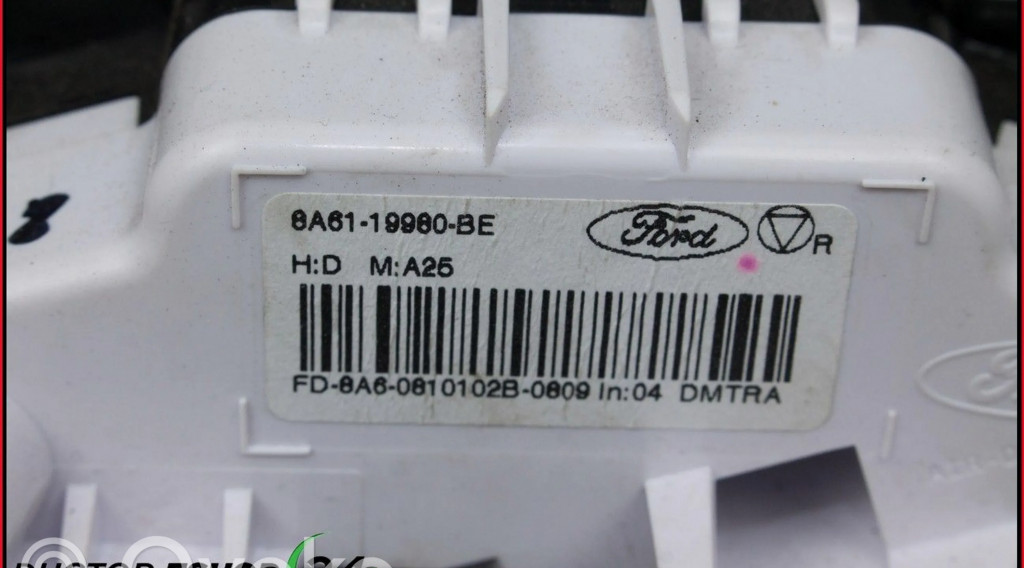 8A61-19980-BE
Ford
R
H:D M:A25
FD-8A6-0810102B-0809 In:04 DMTRA